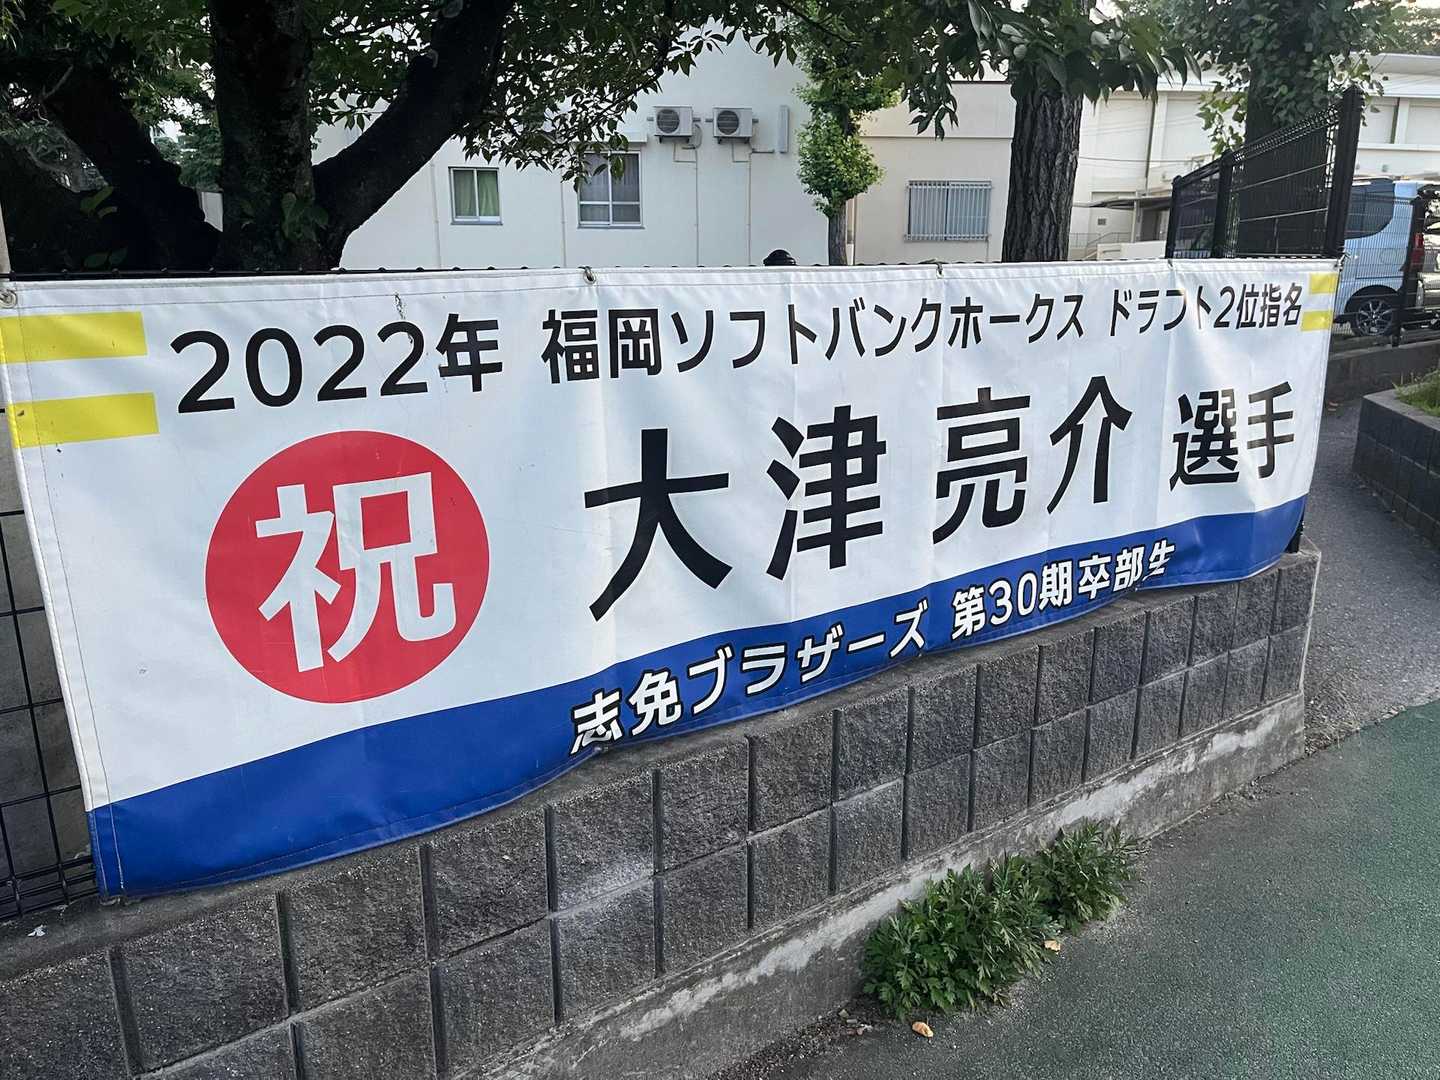 2022年 福岡ソフトバンクホークス ドラフト2位指名
祝
大津 亮介 選手
志免ブラザーズ 第30期卒部生